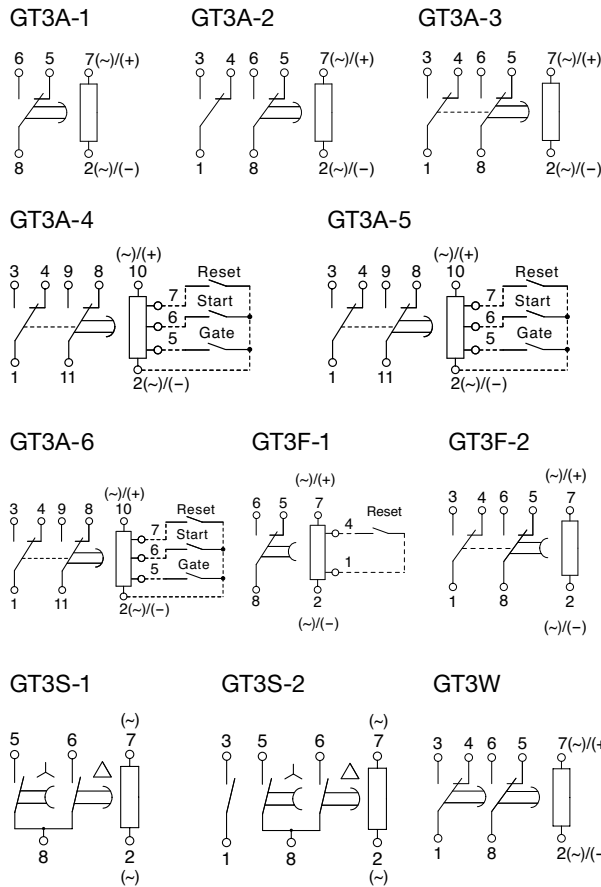 GT3A-1 GT3A-2 GT3A-3
6 5 7(~)/(+) 3 4 6 5 7(~)/(+) 3 4 6 5 7(~)/(+)
8 2(~)/(−) 1 8 2(~)/(−) 1 8 2(~)/(−)
GT3A-4 GT3A-5
(~)/(+) (~)/(+)
3 4 9 8 10 Reset 3 4 9 8 10 Reset
7 Start 7 Start
6 Gate 6 Gate
5 5
1 11 2(~)/(−) 1 11 2(~)/(−)
GT3A-6 GT3F-1 GT3F-2
(~)/(+) (~)/(+) (~)/(+)
3 4 9 8 10 Reset 6 5 7 Reset 3 4 6 5 7
7 Start 4
6 Gate 1
5
1 11 2(~)/(−) 8 2 1 8 2
(~)/(−) (~)/(−)
GT3S-1 GT3S-2 GT3W
(~) (~)
5 6 7 3 5 6 7 3 4 6 5 7(~)/(+
8 2 1 8 2 1 8 2(~)/(−
(~) (~)